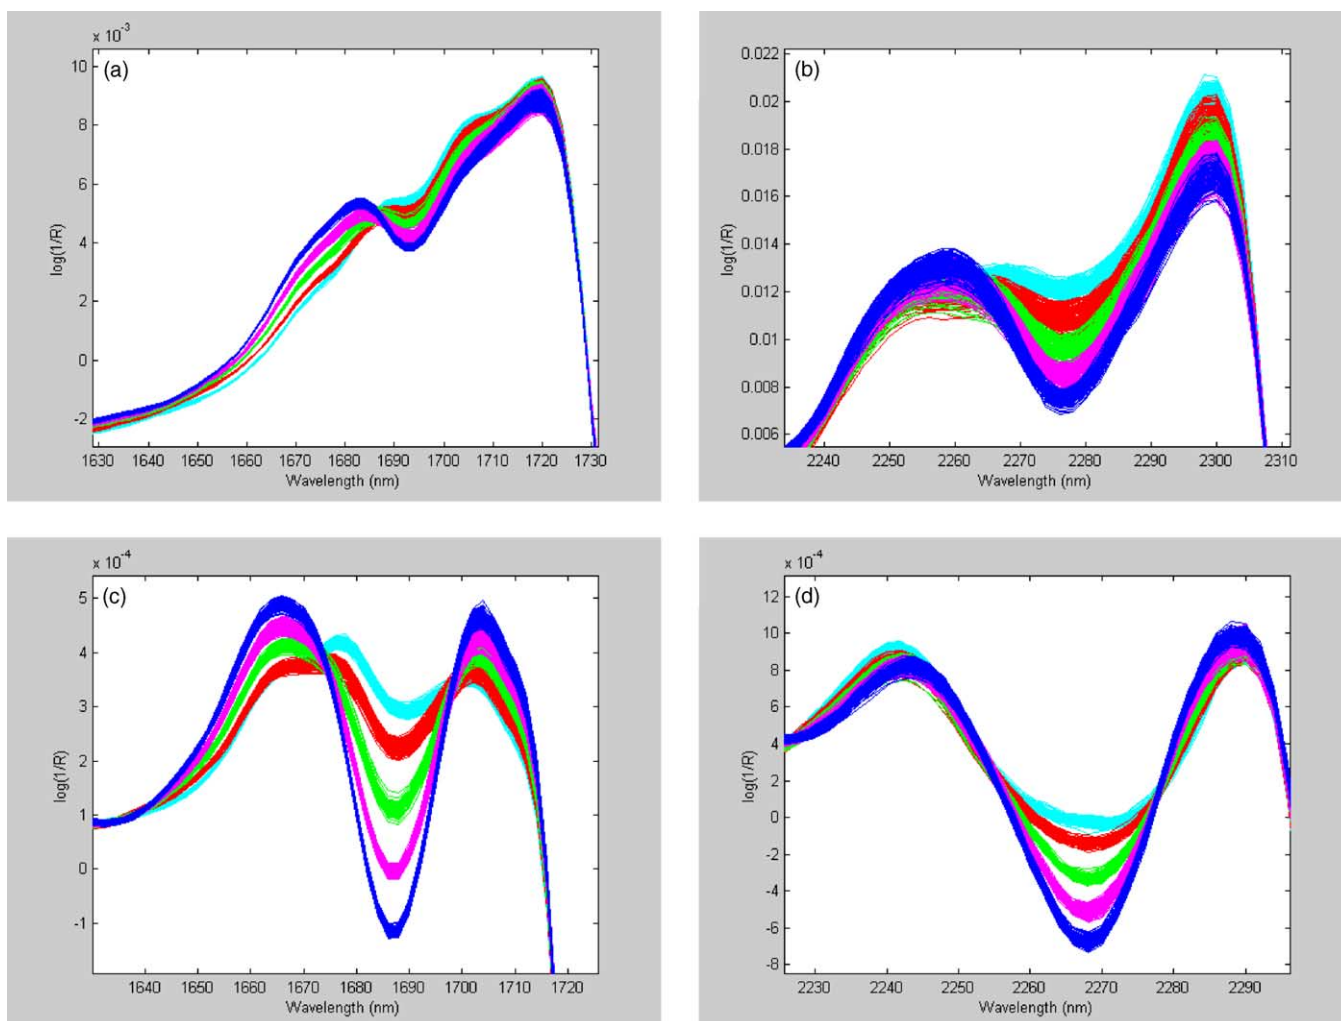 x 10⁻³
(a)
10
8
6
4
2
0
-2
log(1/R)
1630 1640 1650 1660 1670 1680 1690 1700 1710 1720 1730
Wavelength (nm)
(b)
0.022
0.02
0.018
0.016
0.014
0.012
0.01
0.008
0.006
log(1/R)
2240 2250 2260 2270 2280 2290 2300 2310
Wavelength (nm)
x 10⁻⁴
(c)
5
4
3
2
1
0
-1
log(1/R)
1640 1650 1660 1670 1680 1690 1700 1710 1720
Wavelength (nm)
x 10⁻⁴
(d)
12
10
8
6
4
2
0
-2
-4
-6
-8
log(1/R)
2230 2240 2250 2260 2270 2280 2290
Wavelength (nm)